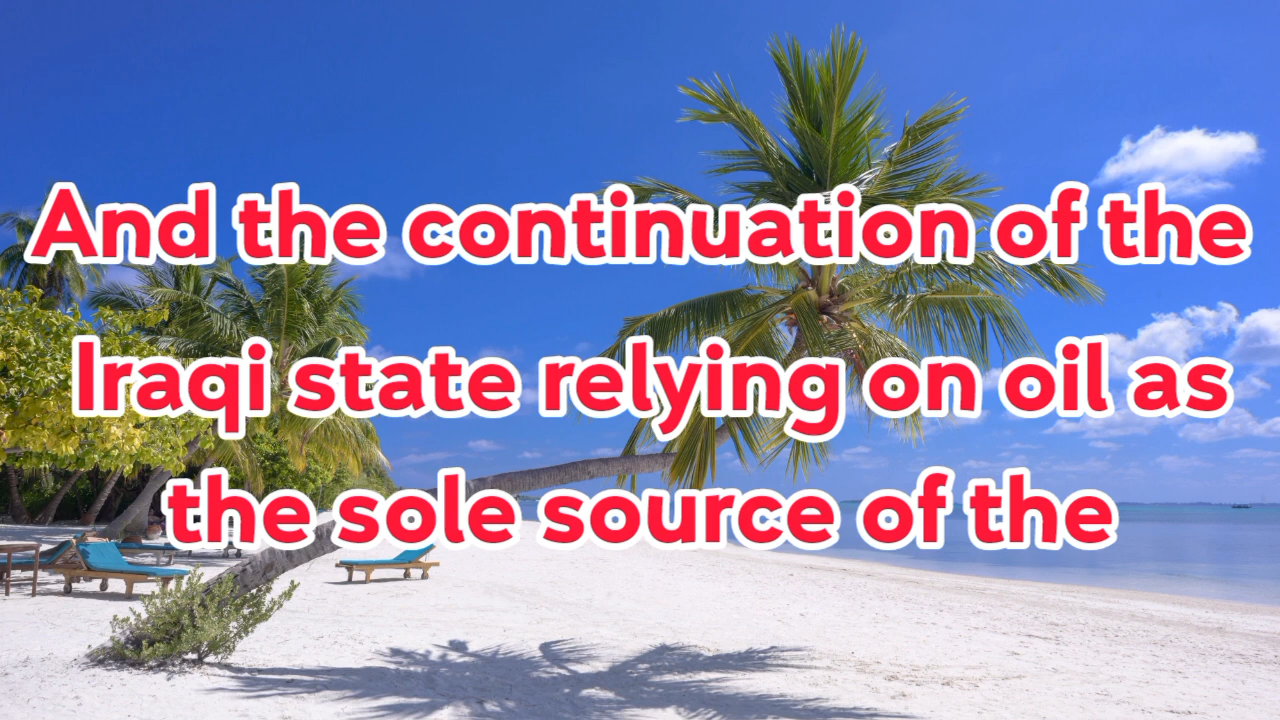 And the continuation of the
Iraqi state relying on oil as
the sole source of the